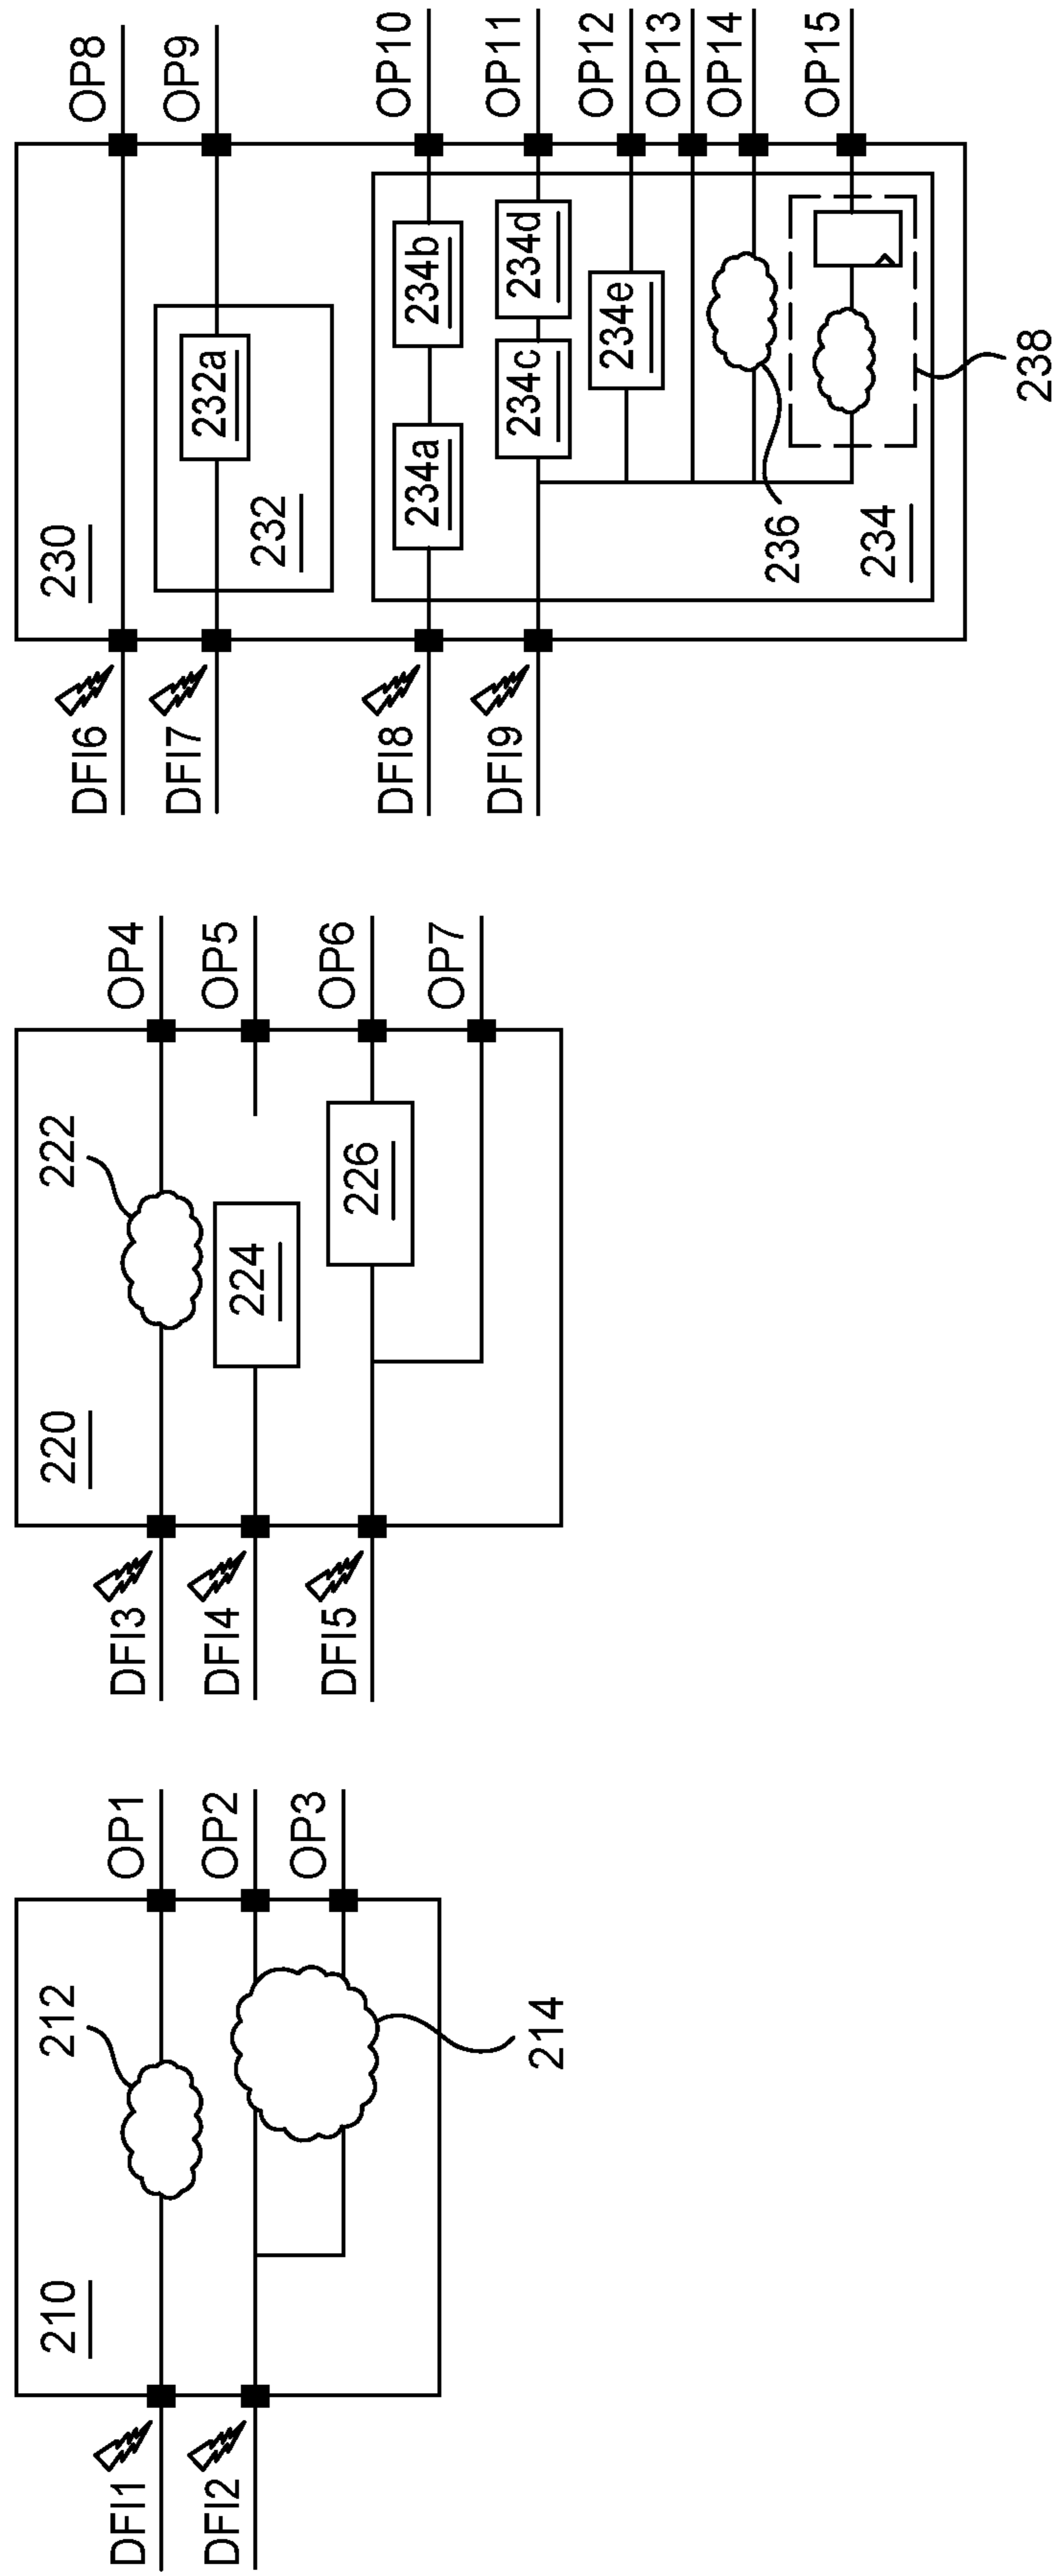 210
212
DFI1
OP1
DFI2
OP2
OP3
214
220
222
DFI3
OP4
DFI4
224
OP5
DFI5
226
OP6
OP7
230
DFI6
OP8
DFI7
232a
OP9
232
DFI8
234a
234b
OP10
DFI9
234c
234d
OP11
234e
OP12
OP13
236
OP14
234
OP15
238